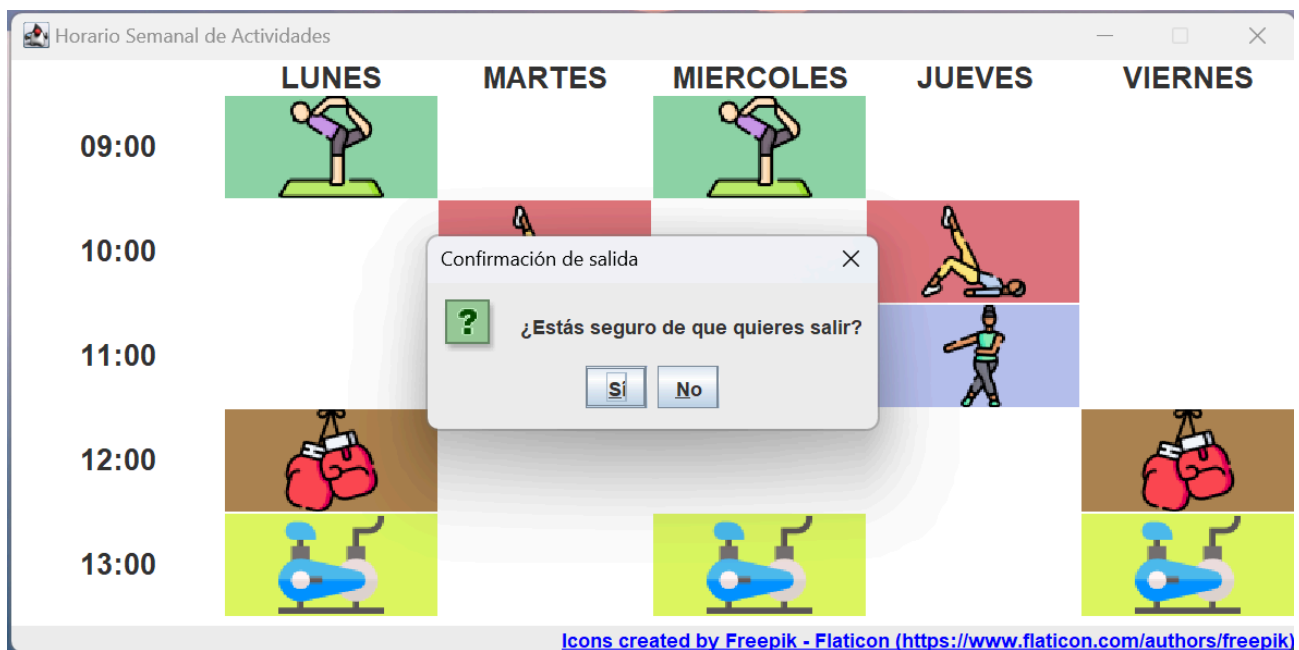 Horario Semanal de Actividades
LUNES MARTES MIERCOLES JUEVES VIERNES
09:00
10:00
Confirmación de salida
?
¿Estás seguro de que quieres salir?
11:00
Sí No
12:00
13:00
Icons created by Freepik - Flaticon (https://www.flaticon.com/authors/freepik)